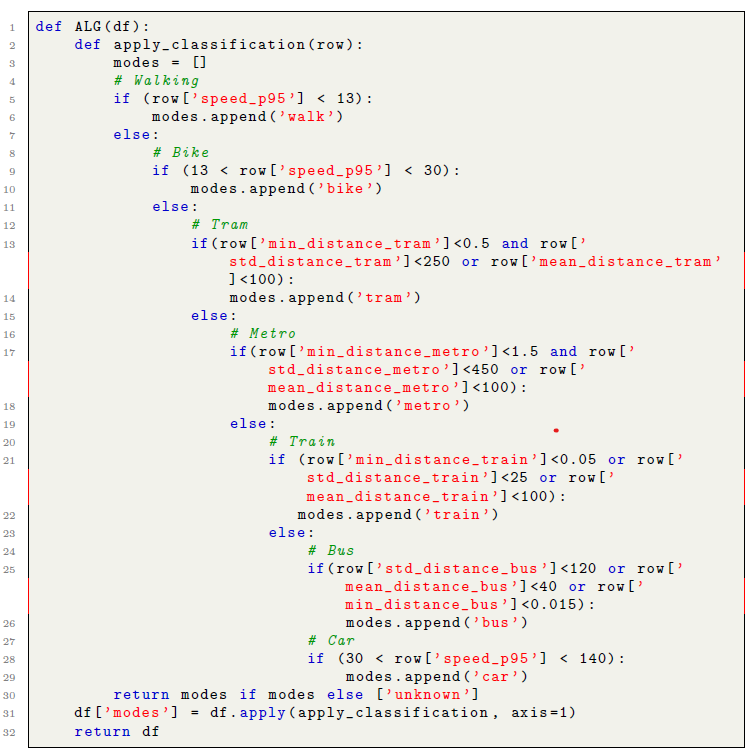 1 def ALG(df):
2 def apply_classification(row):
3 modes = []
4 # Walking
5 if (row['speed_p95'] < 13):
6 modes.append('walk')
7 else:
8 # Bike
9 if (13 < row['speed_p95'] < 30):
10 modes.append('bike')
11 else:
12 # Tram
13 if(row['min_distance_tram']<0.5 and row['
std_distance_tram']<250 or row['mean_distance_tram'
]<100):
14 modes.append('tram')
15 else:
16 # Metro
17 if(row['min_distance_metro']<1.5 and row['
std_distance_metro']<450 or row['
mean_distance_metro']<100):
18 modes.append('metro')
19 else:
20 # Train
21 if (row['min_distance_train']<0.05 or row['
std_distance_train']<25 or row['
mean_distance_train']<100):
22 modes.append('train')
23 else:
24 # Bus
25 if(row['std_distance_bus']<120 or row['
mean_distance_bus']<40 or row['
min_distance_bus']<0.015):
26 modes.append('bus')
27 # Car
28 if (30 < row['speed_p95'] < 140):
29 modes.append('car')
30 return modes if modes else ['unknown']
31 df['modes'] = df.apply(apply_classification, axis=1)
32 return df